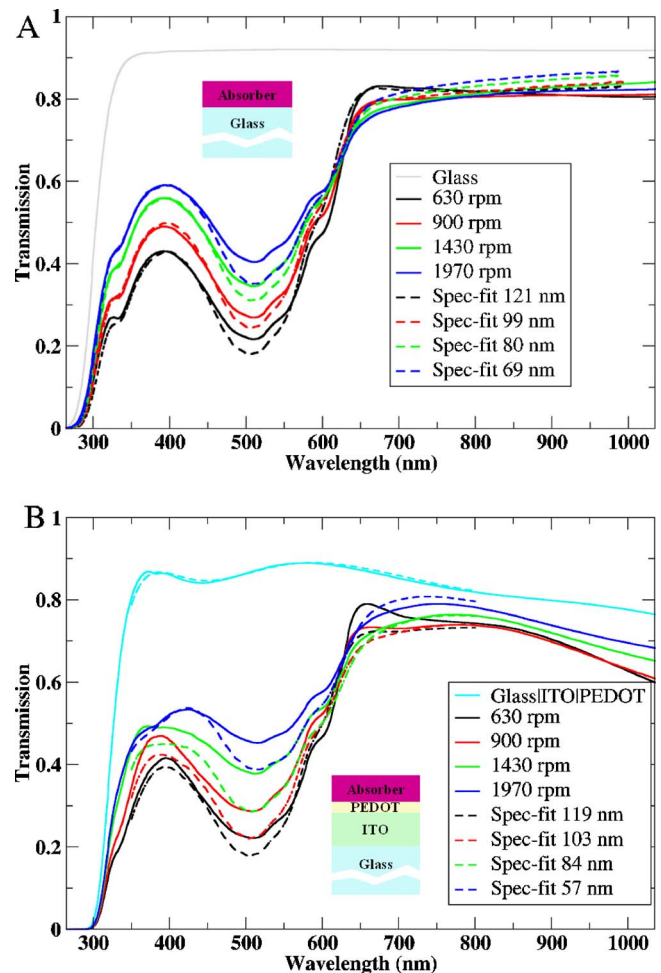 A
1
0.8
0.6
0.4
0.2
0
Transmission
Absorber
Glass
Glass
630 rpm
900 rpm
1430 rpm
1970 rpm
Spec-fit 121 nm
Spec-fit 99 nm
Spec-fit 80 nm
Spec-fit 69 nm
300 400 500 600 700 800 900 1000
Wavelength (nm)
B
1
0.8
0.6
0.4
0.2
0
Transmission
Glass|ITO|PEDOT
630 rpm
900 rpm
1430 rpm
1970 rpm
Spec-fit 119 nm
Spec-fit 103 nm
Spec-fit 84 nm
Spec-fit 57 nm
Absorber
PEDOT
ITO
Glass
300 400 500 600 700 800 900 1000
Wavelength (nm)